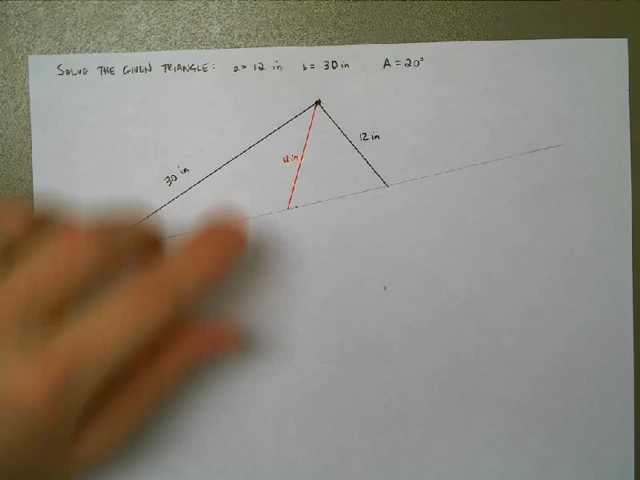 SOLVE THE GIVEN TRIANGLE: a = 12 in b = 30 in A = 20°
12 in
12 in
30 in